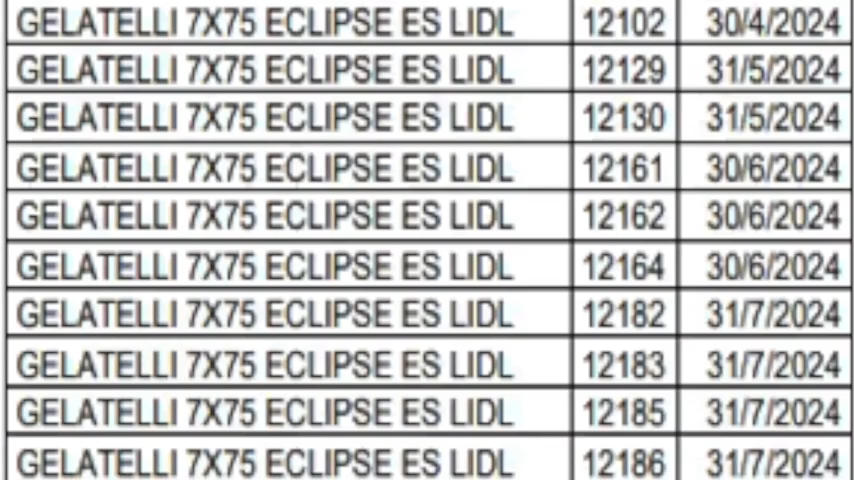 GELATELLI 7X75 ECLIPSE ES LIDL 12102 30/4/2024
GELATELLI 7X75 ECLIPSE ES LIDL 12129 31/5/2024
GELATELLI 7X75 ECLIPSE ES LIDL 12130 31/5/2024
GELATELLI 7X75 ECLIPSE ES LIDL 12161 30/6/2024
GELATELLI 7X75 ECLIPSE ES LIDL 12162 30/6/2024
GELATELLI 7X75 ECLIPSE ES LIDL 12164 30/6/2024
GELATELLI 7X75 ECLIPSE ES LIDL 12182 31/7/2024
GELATELLI 7X75 ECLIPSE ES LIDL 12183 31/7/2024
GELATELLI 7X75 ECLIPSE ES LIDL 12185 31/7/2024
GELATELLI 7X75 ECLIPSE ES LIDL 12186 31/7/2024